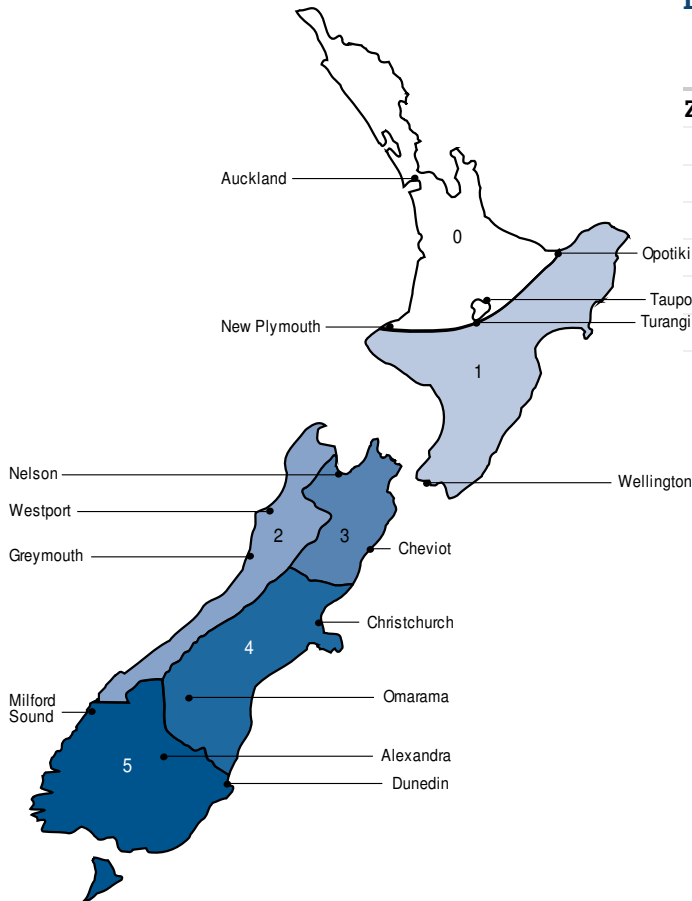 Auckland
0
Opotiki
Taupo
New Plymouth
Turangi
1
Nelson
Wellington
Westport
2
3
Greymouth
Cheviot
Christchurch
4
Milford
Sound
Omarama
5
Alexandra
Dunedin